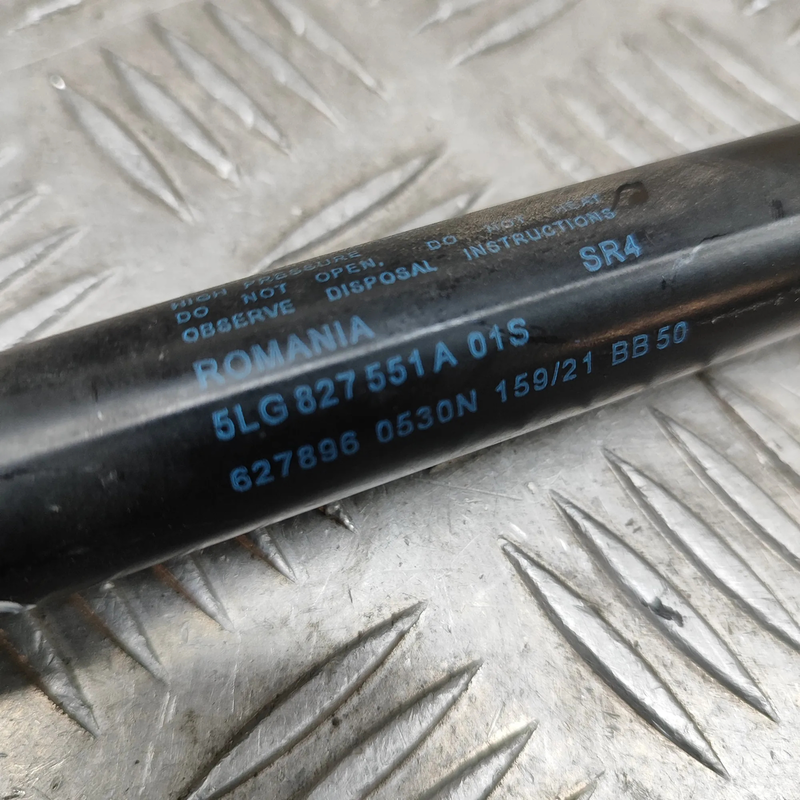 HIGH PRESSURE
DO NOT OPEN, DO NOT HEAT
OBSERVE DISPOSAL INSTRUCTIONS
ROMANIA SR4
5LG 827 551 A 01S
627896 0530N 159/21 BB 50